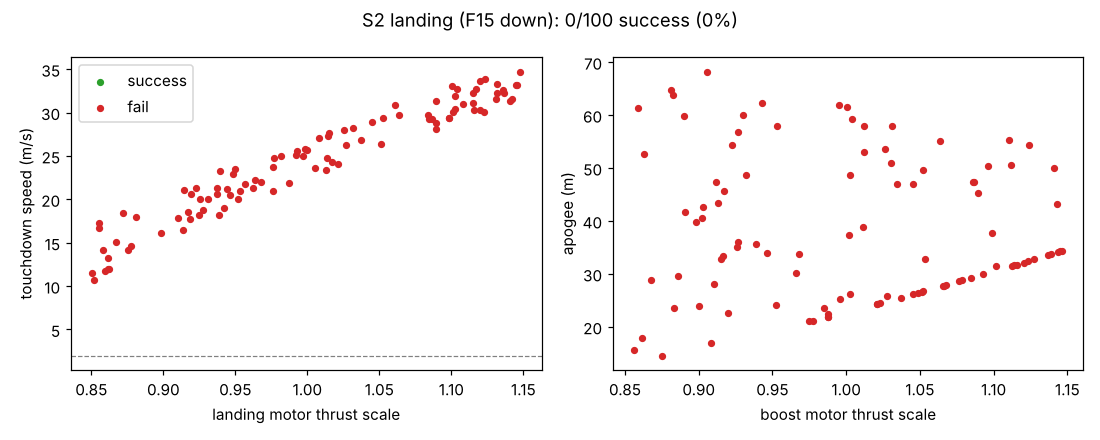 S2 landing (F15 down): 0/100 success (0%)
success
fail
touchdown speed (m/s)
35
30
25
20
15
10
5
0.85 0.90 0.95 1.00 1.05 1.10 1.15
landing motor thrust scale
apogee (m)
70
60
50
40
30
20
0.85 0.90 0.95 1.00 1.05 1.10 1.15
boost motor thrust scale